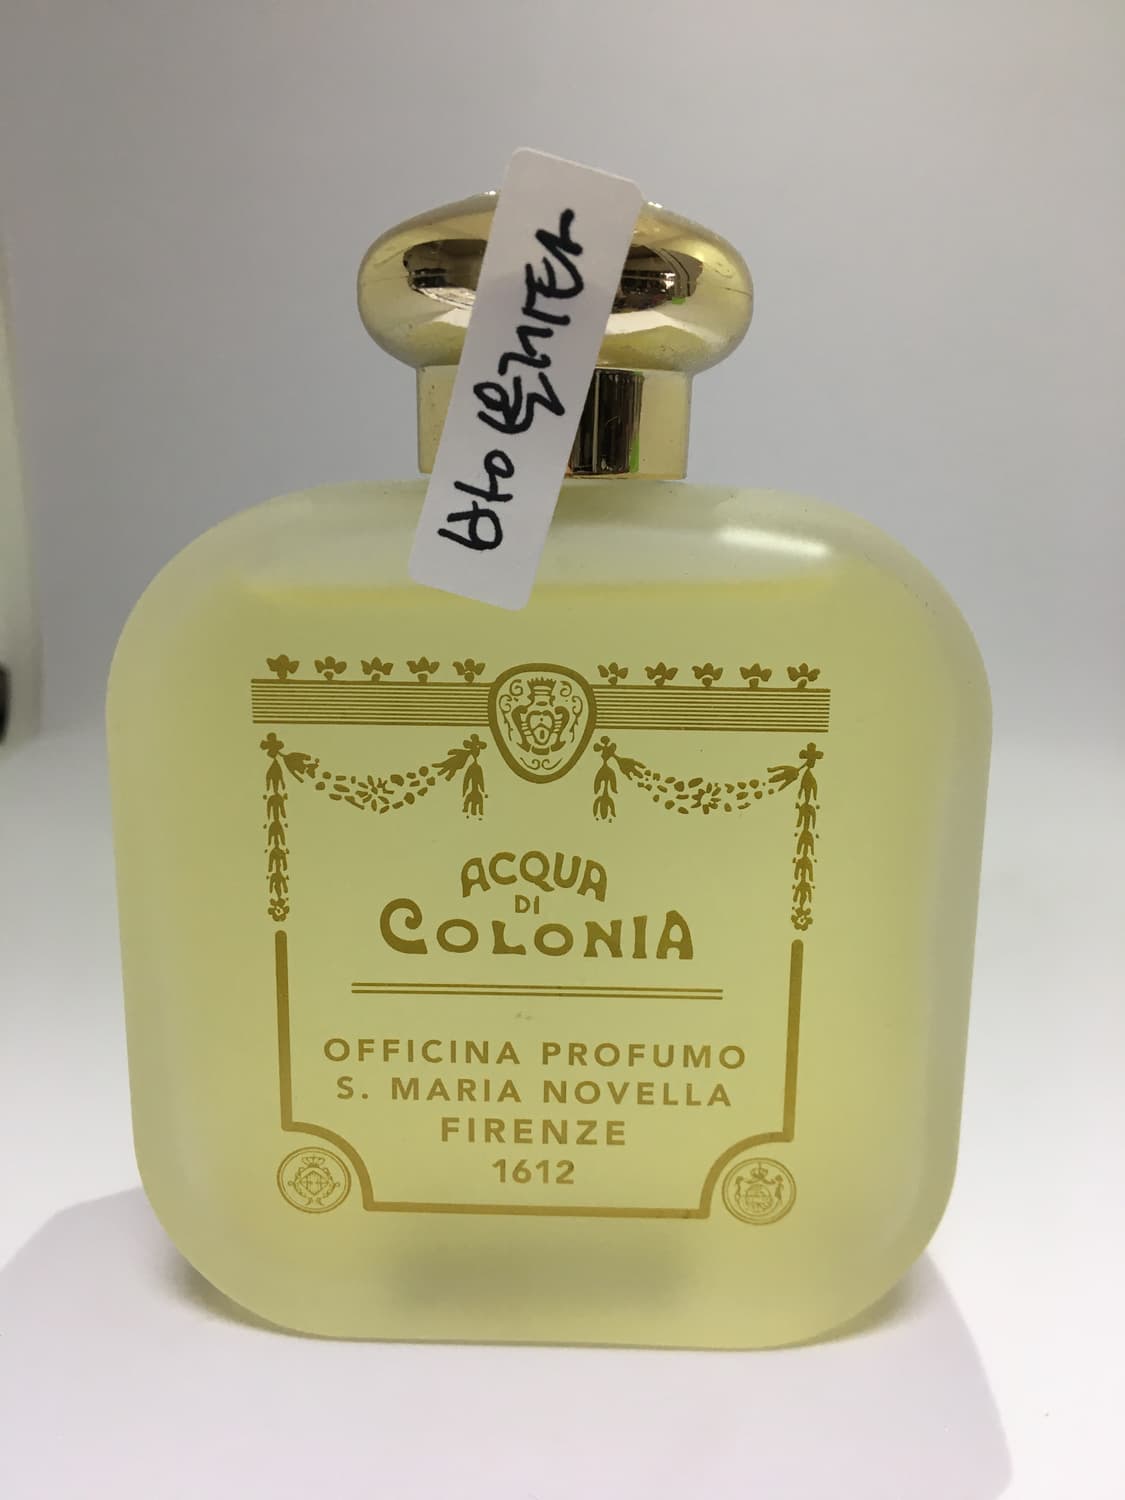 ACQUA
DI
COLONIA
OFFICINA PROFUMO
S. MARIA NOVELLA
FIRENZE
1612